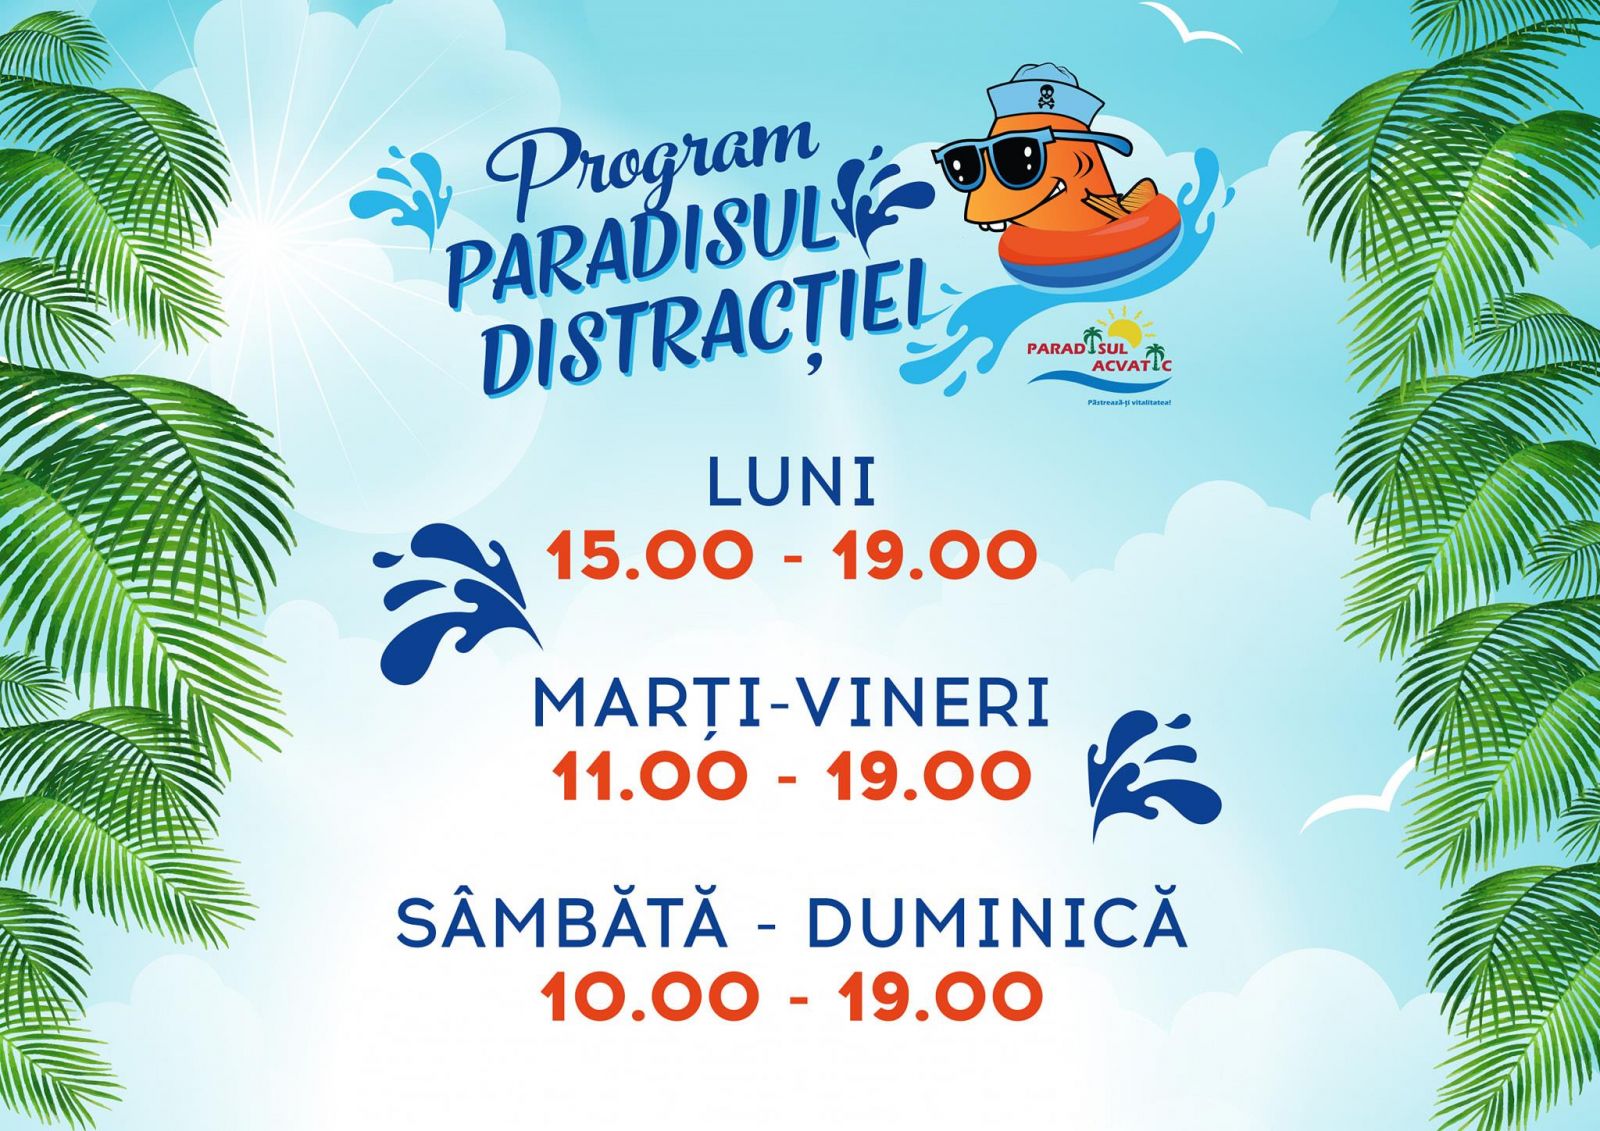 Program
PARADISUL
DISTRACȚIEI
PARADISUL
ACVATIC
Păstrează-ți vitalitatea!
LUNI
15.00 - 19.00
MARȚI-VINERI
11.00 - 19.00
SÂMBĂTĂ - DUMINICĂ
10.00 - 19.00